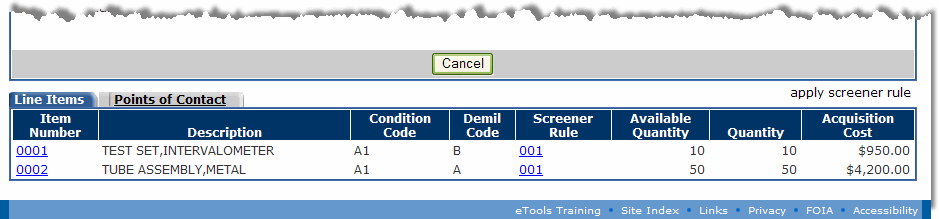 Cancel
apply screener rule
Line Items Points of Contact
Item Number Description Condition Code Demil Code Screener Rule Available Quantity Quantity Acquisition Cost
0001 TEST SET,INTERVALOMETER A1 B 001 10 10 $950.00
0002 TUBE ASSEMBLY,METAL A1 A 001 50 50 $4,200.00
eTools Training • Site Index • Links • Privacy • FOIA • Accessibility